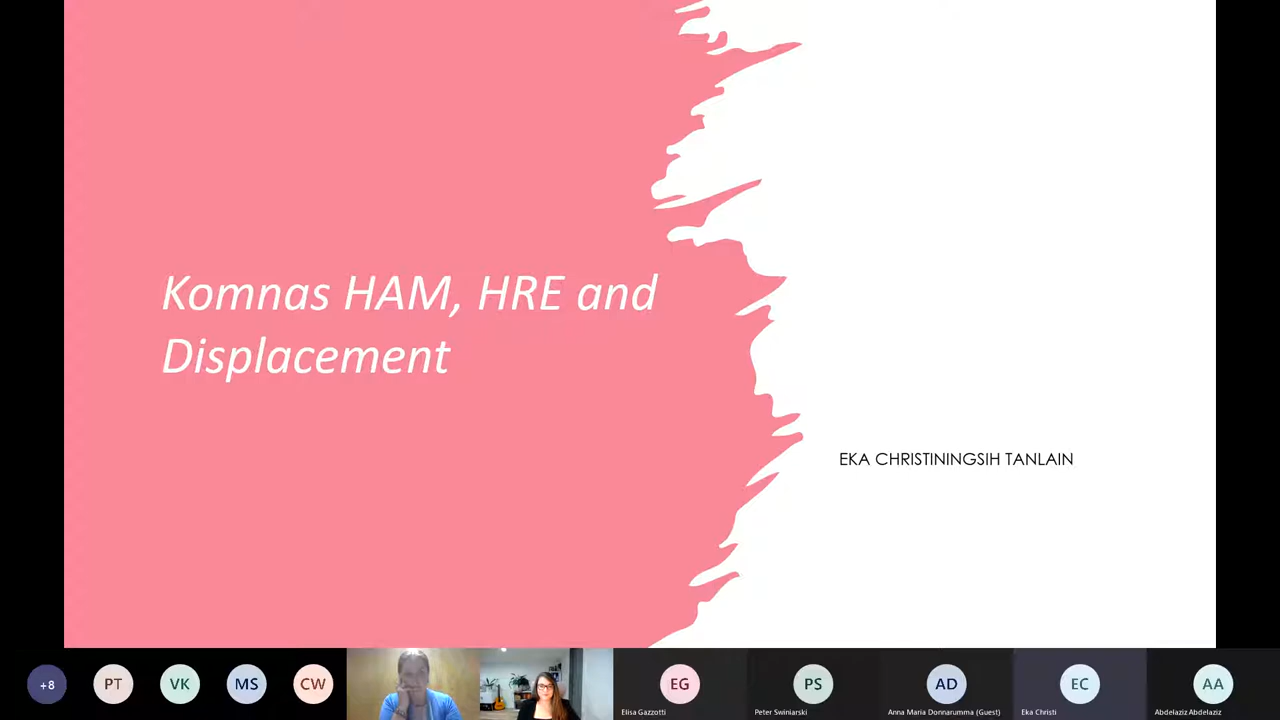 Komnas HAM, HRE and
Displacement
EKA CHRISTININGSIH TANLAIN
+8
PT
VK
MS
CW
EG
PS
AD
EC
AA
Elisa Gazzotti
Peter Swiniarski
Anna Maria Donnarumma (Guest)
Eka Christi
Abdelaziz Abdelaziz